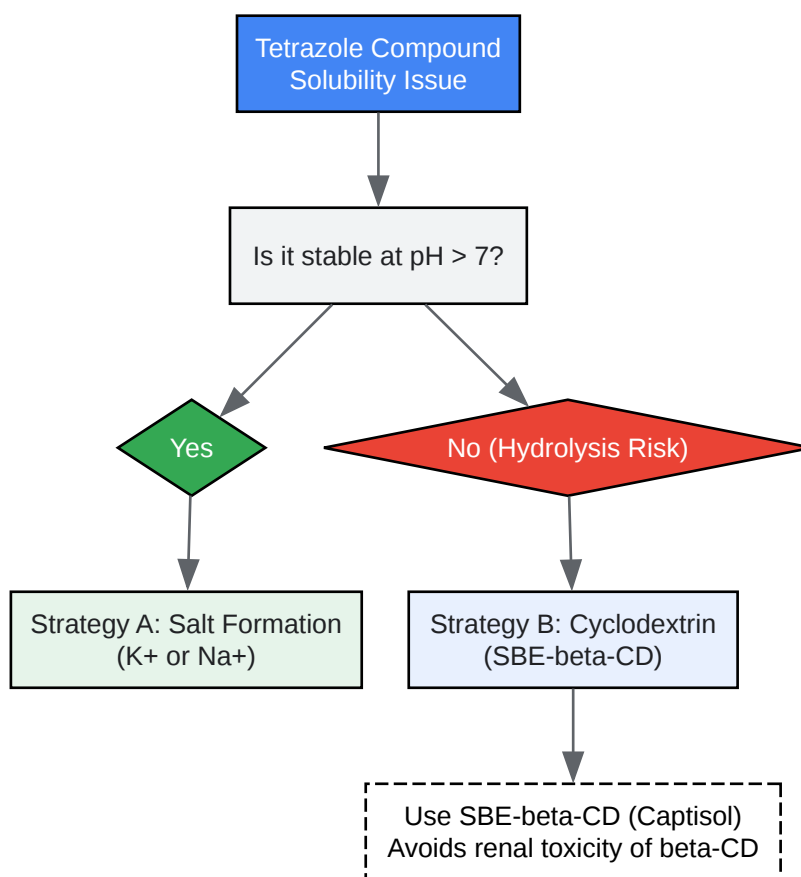 Tetrazole Compound
Solubility Issue
Is it stable at pH > 7?
Yes
No (Hydrolysis Risk)
Strategy A: Salt Formation
(K+ or Na+)
Strategy B: Cyclodextrin
(SBE-beta-CD)
Use SBE-beta-CD (Captisol)
Avoids renal toxicity of beta-CD